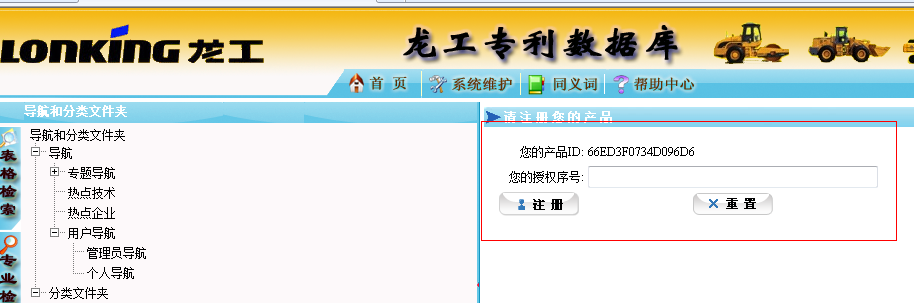 LONKING 龙工
龙工专利数据库
首 页 系统维护 同义词 帮助中心
导航和分类文件夹
请注册您的产品
表格检索
专业检
导航和分类文件夹
导航
专题导航
热点技术
热点企业
用户导航
管理员导航
个人导航
分类文件夹
您的产品ID: 66ED3F0734D096D6
您的授权序号:
注 册 重 置